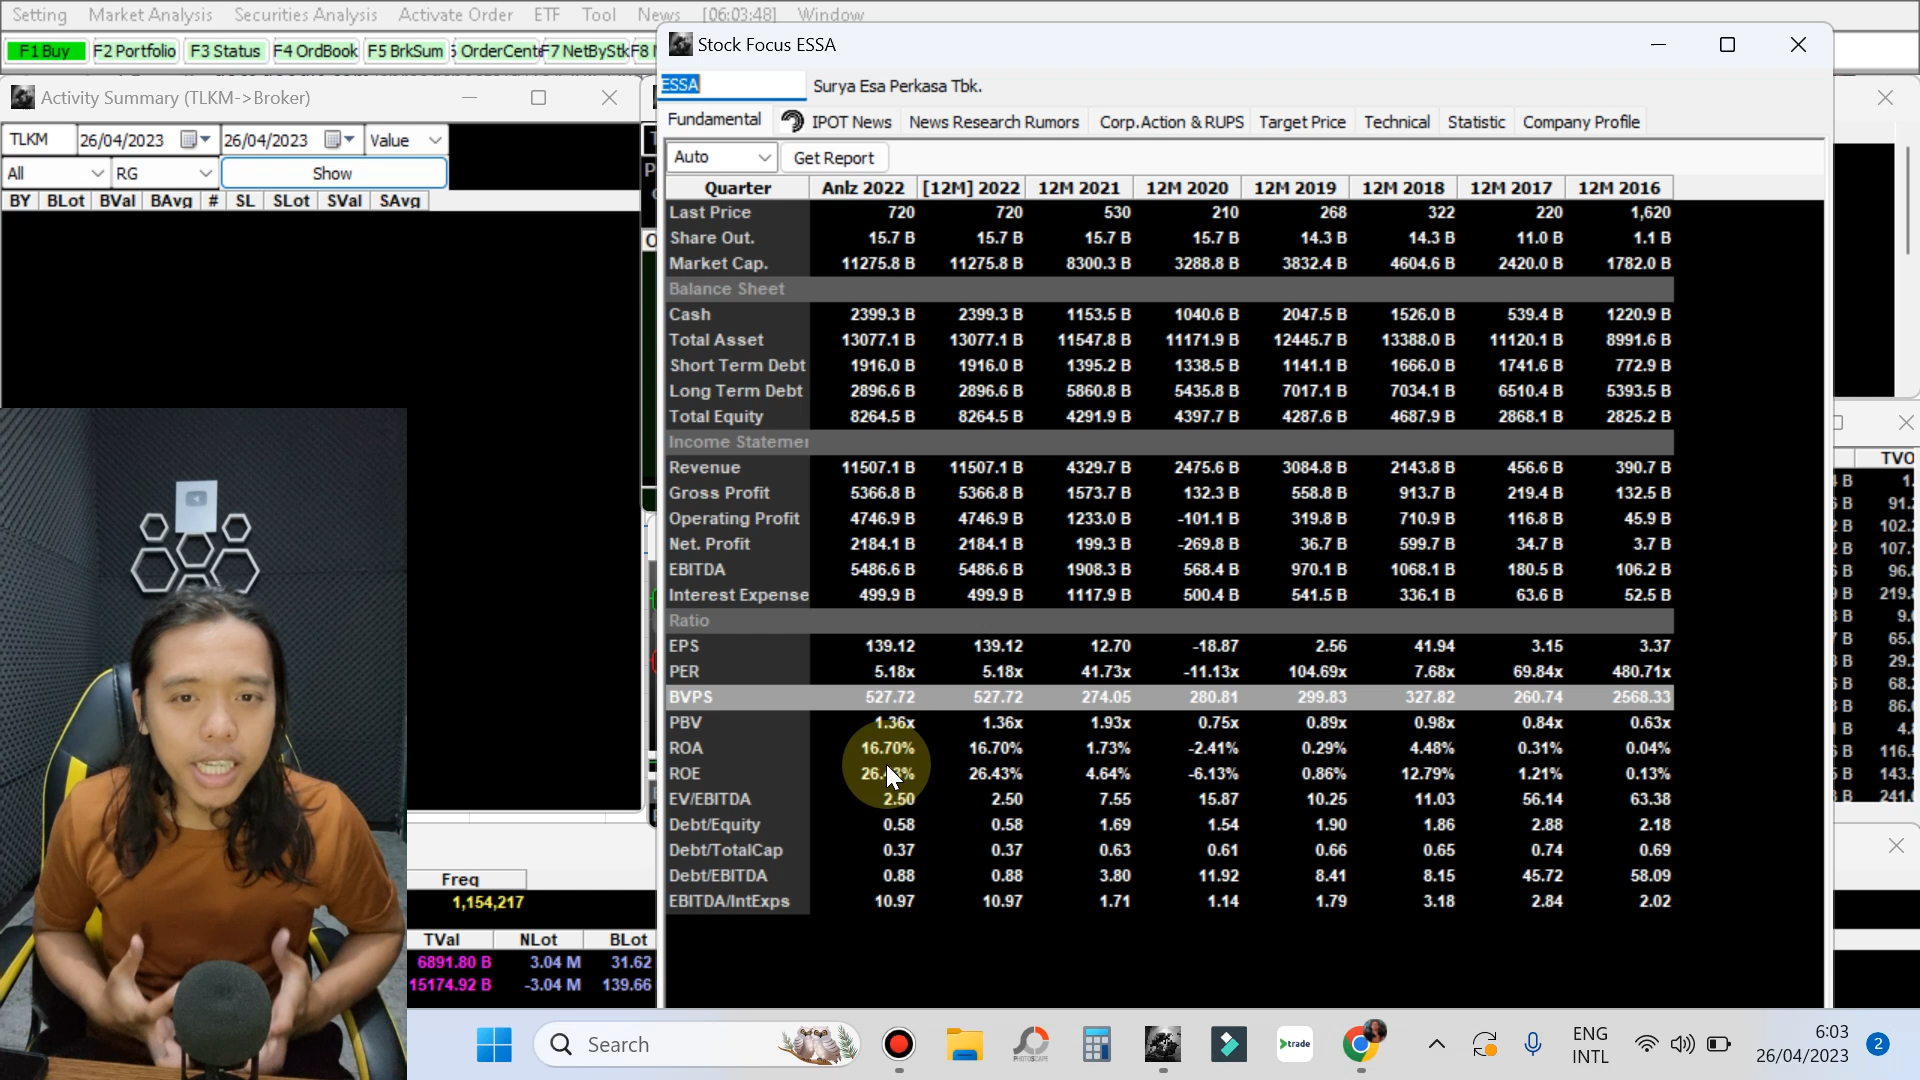 Setting Market Analysis Securities Analysis Activate Order ETF Tool News [06:03:48] Window
F1 Buy F2 Portfolio F3 Status F4 OrdBook F5 BrkSum OrderCent F7 NetByStk F8
Activity Summary (TLKM->Broker)
TLKM 26/04/2023 26/04/2023 Value
All RG Show
BY BLot BVal BAvg # SL SLot SVal SAvg
Stock Focus ESSA
ESSA Surya Esa Perkasa Tbk.
Fundamental IPOT News News Research Rumors Corp.Action & RUPS Target Price Technical Statistic Company Profile
Auto Get Report
Quarter Anlz 2022 [12M] 2022 12M 2021 12M 2020 12M 2019 12M 2018 12M 2017 12M 2016
Last Price 720 720 530 210 268 322 220 1,620
Share Out. 15.7 B 15.7 B 15.7 B 15.7 B 14.3 B 14.3 B 11.0 B 1.1 B
Market Cap. 11275.8 B 11275.8 B 8300.3 B 3288.8 B 3832.4 B 4604.6 B 2420.0 B 1782.0 B
Balance Sheet
Cash 2399.3 B 2399.3 B 1153.5 B 1040.6 B 2047.5 B 1526.0 B 539.4 B 1220.9 B
Total Asset 13077.1 B 13077.1 B 11547.8 B 11171.9 B 12445.7 B 13388.0 B 11120.1 B 8991.6 B
Short Term Debt 1916.0 B 1916.0 B 1395.2 B 1338.5 B 1141.1 B 1666.0 B 1741.6 B 772.9 B
Long Term Debt 2896.6 B 2896.6 B 5860.8 B 5435.8 B 7017.1 B 7034.1 B 6510.4 B 5393.5 B
Total Equity 8264.5 B 8264.5 B 4291.9 B 4397.7 B 4287.6 B 4687.9 B 2868.1 B 2825.2 B
Income Statemer
Revenue 11507.1 B 11507.1 B 4329.7 B 2475.6 B 3084.8 B 2143.8 B 456.6 B 390.7 B
Gross Profit 5366.8 B 5366.8 B 1573.7 B 132.3 B 558.8 B 913.7 B 219.4 B 132.5 B
Operating Profit 4746.9 B 4746.9 B 1233.0 B -101.1 B 319.8 B 710.9 B 116.8 B 45.9 B
Net. Profit 2184.1 B 2184.1 B 199.3 B -269.8 B 36.7 B 599.7 B 34.7 B 3.7 B
EBITDA 5486.6 B 5486.6 B 1908.3 B 568.4 B 970.1 B 1068.1 B 180.5 B 106.2 B
Interest Expense 499.9 B 499.9 B 1117.9 B 500.4 B 541.5 B 336.1 B 63.6 B 52.5 B
Ratio
EPS 139.12 139.12 12.70 -18.87 2.56 41.94 3.15 3.37
PER 5.18x 5.18x 41.73x -11.13x 104.69x 7.68x 69.84x 480.71x
BVPS 527.72 527.72 274.05 280.81 299.83 327.82 260.74 2568.33
PBV 1.36x 1.36x 1.93x 0.75x 0.89x 0.98x 0.84x 0.63x
ROA 16.70% 16.70% 1.73% -2.41% 0.29% 4.48% 0.31% 0.04%
ROE 26.43% 26.43% 4.64% -6.13% 0.86% 12.79% 1.21% 0.13%
EV/EBITDA 2.50 2.50 7.55 15.87 10.25 11.03 56.14 63.38
Debt/Equity 0.58 0.58 1.69 1.54 1.90 1.86 2.88 2.18
Debt/TotalCap 0.37 0.37 0.63 0.61 0.66 0.65 0.74 0.69
Debt/EBITDA 0.88 0.88 3.80 11.92 8.41 8.15 45.72 58.09
EBITDA/IntExps 10.97 10.97 1.71 1.14 1.79 3.18 2.84 2.02
TVO
Freq
1,154,217
TVal NLot BLot
6891.80 B 3.04 M 31.62
15174.92 B -3.04 M 139.66
Search
PHOTOSCAPE
trade
ENG
INTL
6:03
26/04/2023
2